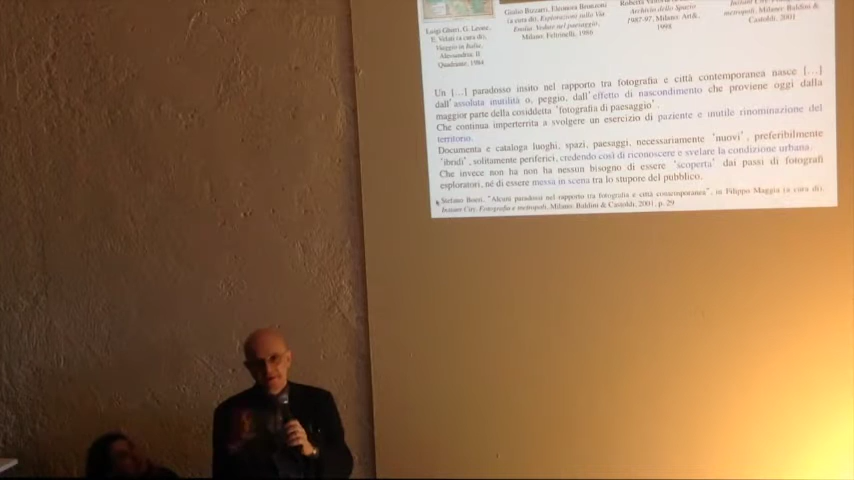 Luigi Ghirri, G. Leone,
E. Velati (a cura di),
Viaggio in Italia,
Alessandria: Il
Quadrante, 1984
Giulio Bizzarri, Eleonora Bronzoni
(a cura di), Esplorazioni sulla Via
Emilia. Vedute nel paesaggio,
Milano: Feltrinelli, 1986
Roberta
Archivio dello Spazio
1987-97, Milano: Art&,
metropoli, Milano: Baldini &
Castoldi, 2001
Un […] paradosso insito nel rapporto tra fotografia e città contemporanea nasce […]
dall'assoluta inutilità o, peggio, dall'effetto di nascondimento che proviene oggi dalla
maggior parte della cosiddetta 'fotografia di paesaggio'.
Che continua imperterrita a svolgere un esercizio di paziente e inutile rinominazione del
territorio.
Documenta e cataloga luoghi, spazi, paesaggi, necessariamente 'nuovi', preferibilmente
'ibridi', solitamente periferici, credendo così di riconoscere e svelare la condizione urbana.
Che invece non ha non ha nessun bisogno di essere 'scoperta' dai passi di fotografi
esploratori, né di essere messa in scena tra lo stupore del pubblico.
Stefano Boeri, "Alcuni paradossi nel rapporto tra fotografia e città contemporanea", in Filippo Maggia (a cura di),
Instant City. Fotografia e metropoli, Milano: Baldini & Castoldi, 2001, p. 29